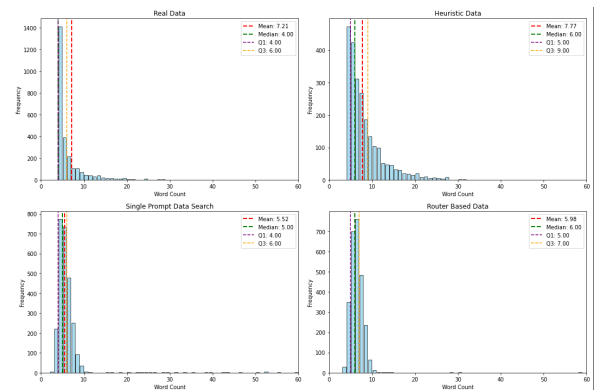 Real Data
Mean: 7.21
Median: 4.00
Q1: 4.00
Q3: 6.00
1400
1200
1000
800
600
400
200
0
Frequency
0 10 20 30 40 50 60
Word Count
Heuristic Data
Mean: 7.77
Median: 6.00
Q1: 5.00
Q3: 9.00
400
300
200
100
0
Frequency
0 10 20 30 40 50 60
Word Count
Single Prompt Data Search
Mean: 5.52
Median: 5.00
Q1: 4.00
Q3: 6.00
800
700
600
500
400
300
200
100
0
Frequency
0 10 20 30 40 50 60
Word Count
Router Based Data
Mean: 5.98
Median: 6.00
Q1: 5.00
Q3: 7.00
700
600
500
400
300
200
100
0
Frequency
0 10 20 30 40 50 60
Word Count